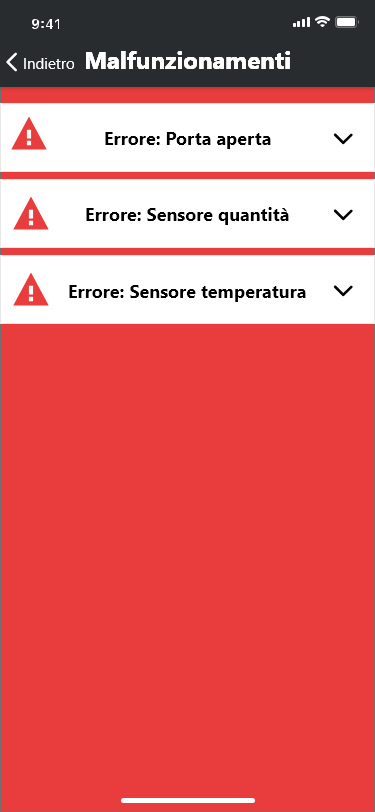 9:41
Indietro Malfunzionamenti
Errore: Porta aperta
Errore: Sensore quantità
Errore: Sensore temperatura